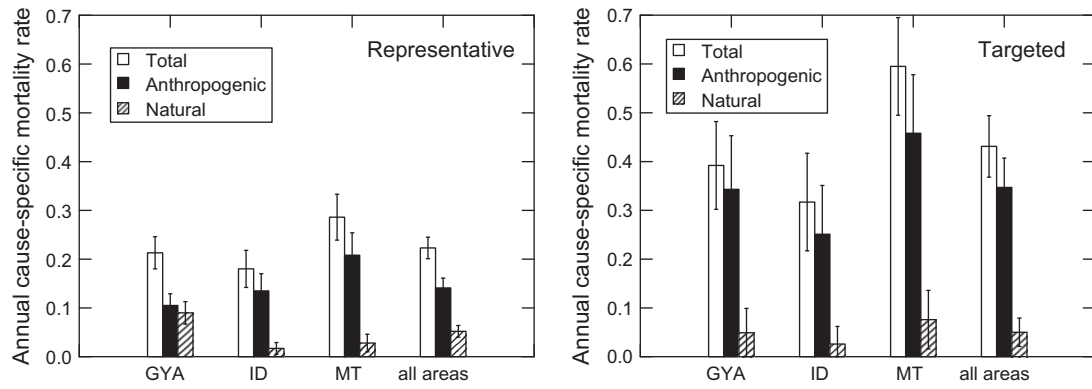 Annual cause-specific mortality rate
0.7
0.6
0.5
0.4
0.3
0.2
0.1
0.0
Representative
Total
Anthropogenic
Natural
GYA ID MT all areas
Annual cause-specific mortality rate
0.7
0.6
0.5
0.4
0.3
0.2
0.1
0.0
Targeted
Total
Anthropogenic
Natural
GYA ID MT all areas